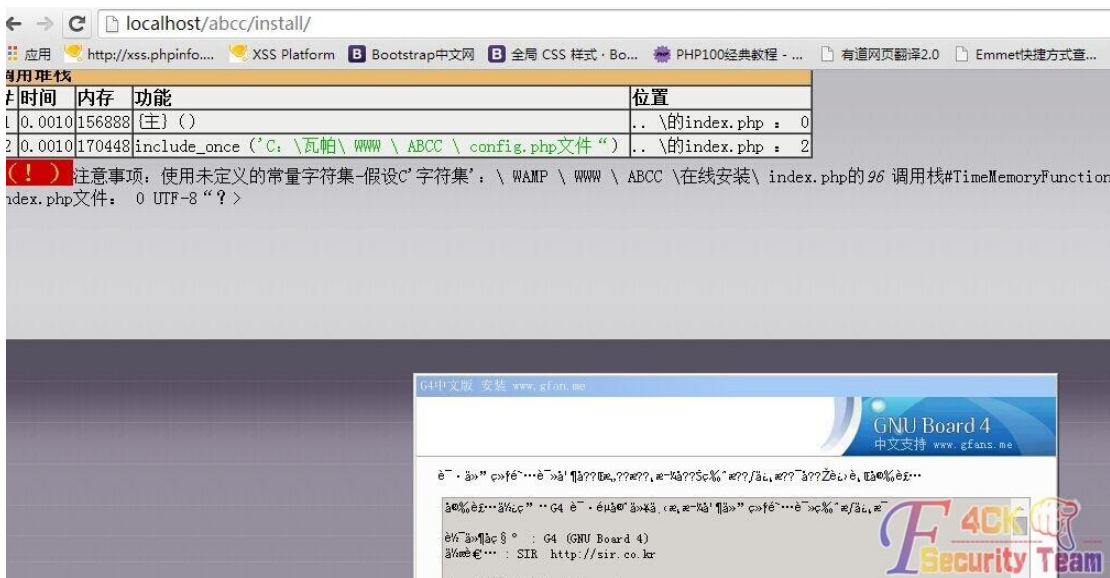 localhost/abcc/install/
应用 http://xss.phpinfo.... XSS Platform Bootstrap中文网 全局 CSS 样式 · Bo... PHP100经典教程 - ... 有道网页翻译2.0 Emmet快捷方式查...
调用堆栈
# 时间 内存 功能 位置
1 0.0010 156888 {主} () .. \的index.php : 0
2 0.0010 170448 include_once ('C: \瓦帕\ WWW \ ABCC \ config.php文件“) .. \的index.php : 2
( ! ) 注意事项: 使用未定义的常量字符集-假设C'字符集': \ WAMP \ WWW \ ABCC \在线安装\ index.php的96 调用栈#TimeMemoryFunction
index.php文件: 0 UTF-8“? >
G4中文版 安装 www.gfan.me
GNU Board 4
中文支持 www.gfans.me
: G4 (GNU Board 4)
: SIR http://sir.co.kr
F4CK
Security Team